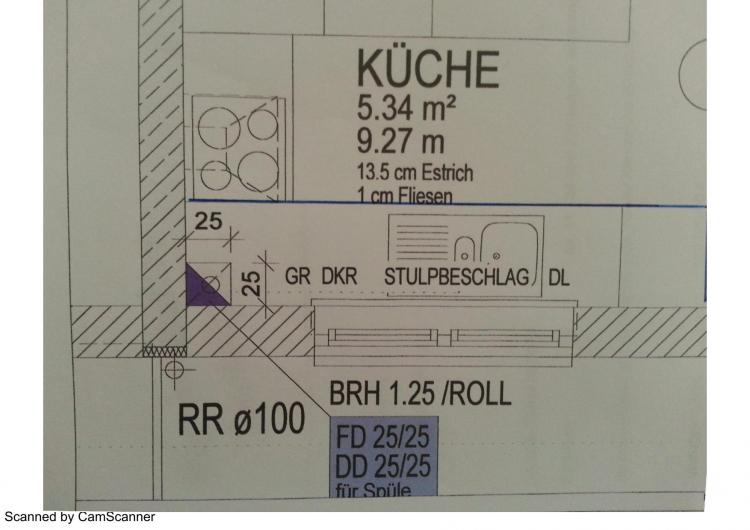 KÜCHE
5.34 m²
9.27 m
13.5 cm Estrich
1 cm Fliesen
25
25
GR DKR STULPBESCHLAG DL
BRH 1.25 /ROLL
RR ø100
FD 25/25
DD 25/25
für Spüle
Scanned by CamScanner